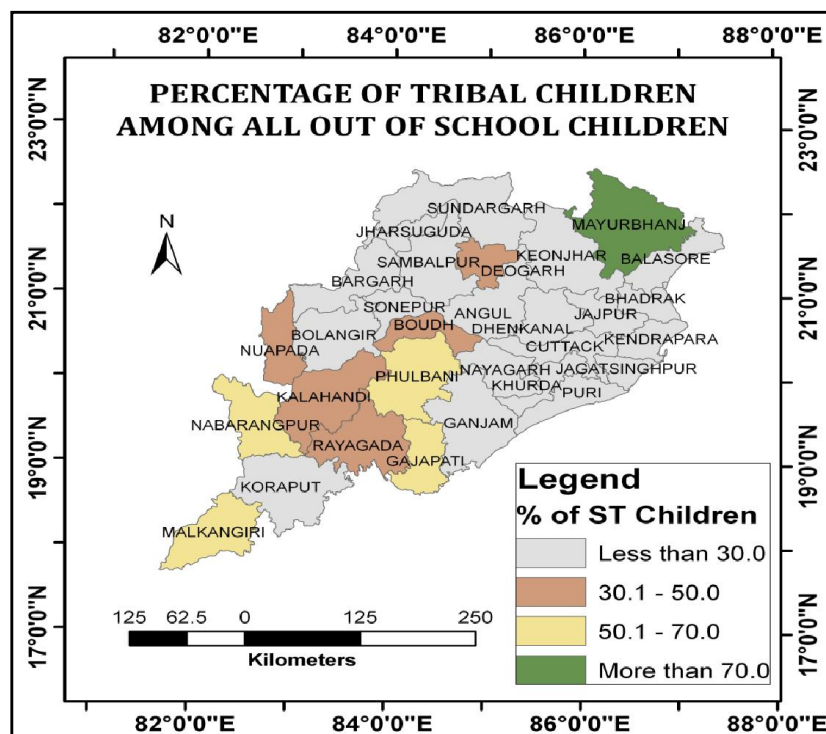 82°0'0"E 84°0'0"E 86°0'0"E 88°0'0"E
PERCENTAGE OF TRIBAL CHILDREN
AMONG ALL OUT OF SCHOOL CHILDREN
23°0'0"N
23°0'0"N
N
SUNDARGARH
MAYURBHANJ
JHARSUGUDA
KEONJHAR
BALASORE
SAMBALPUR
DEOGARH
BARGARH
21°0'0"N
21°0'0"N
BHADRAK
SONEPUR
ANGUL
JAJPUR
BOUDH
DHENKANAL
BOLANGIR
KENDRAPARA
CUTTACK
NUAPADA
PHULBANI
NAYAGARH
JAGATSINGHPUR
KHURDA
PURI
KALAHANDI
NABARANGPUR
GANJAM
RAYAGADA
GAJAPATI
19°0'0"N
19°0'0"N
KORAPUT
MALKANGIRI
Legend
% of ST Children
Less than 30.0
30.1 - 50.0
50.1 - 70.0
More than 70.0
125 62.5 0 125 250
Kilometers
17°0'0"N
17°0'0"N
82°0'0"E 84°0'0"E 86°0'0"E 88°0'0"E